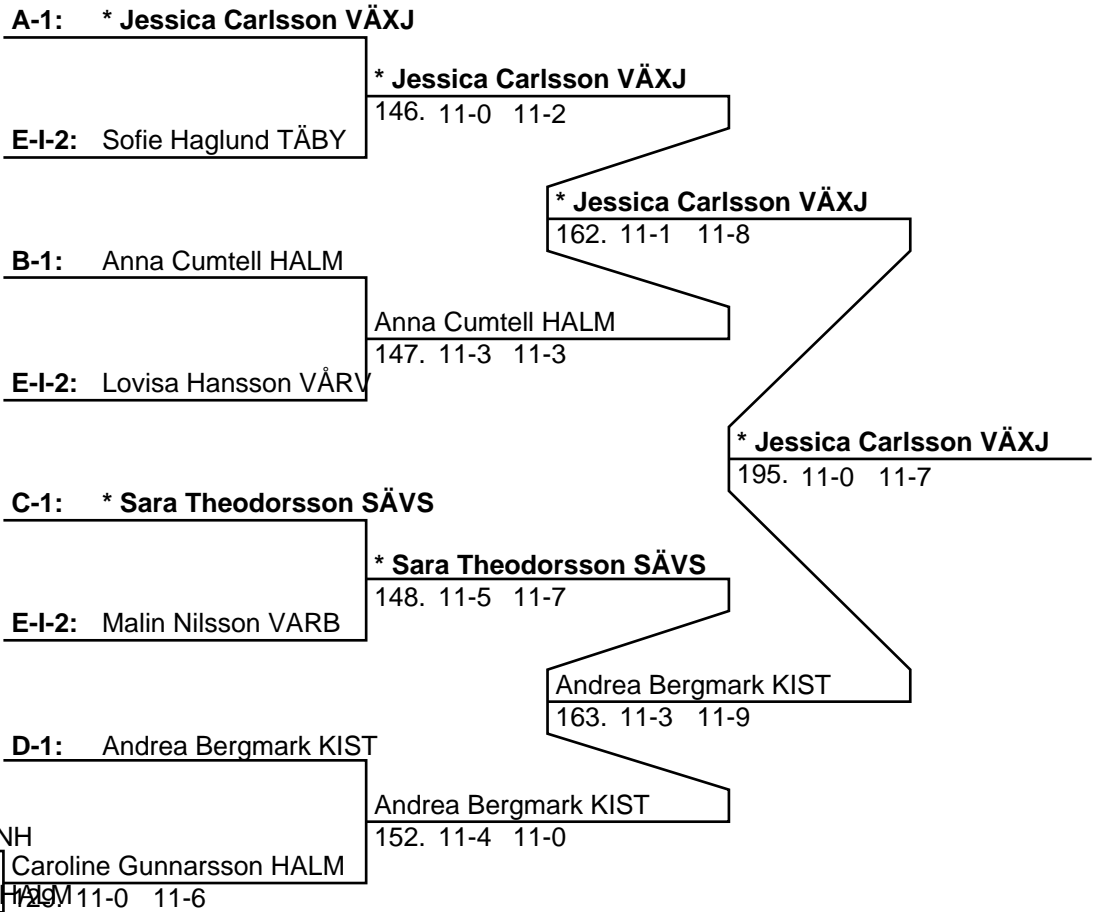 A-1: * Jessica Carlsson VÄXJ
* Jessica Carlsson VÄXJ
146. 11-0 11-2
E-I-2: Sofie Haglund TÄBY
* Jessica Carlsson VÄXJ
162. 11-1 11-8
B-1: Anna Cumtell HALM
Anna Cumtell HALM
147. 11-3 11-3
E-I-2: Lovisa Hansson VÅRV
* Jessica Carlsson VÄXJ
195. 11-0 11-7
C-1: * Sara Theodorsson SÄVS
* Sara Theodorsson SÄVS
148. 11-5 11-7
E-I-2: Malin Nilsson VARB
Andrea Bergmark KIST
163. 11-3 11-9
D-1: Andrea Bergmark KIST
Andrea Bergmark KIST
152. 11-4 11-0
NH
Caroline Gunnarsson HALM
HALM
129. 11-0 11-6